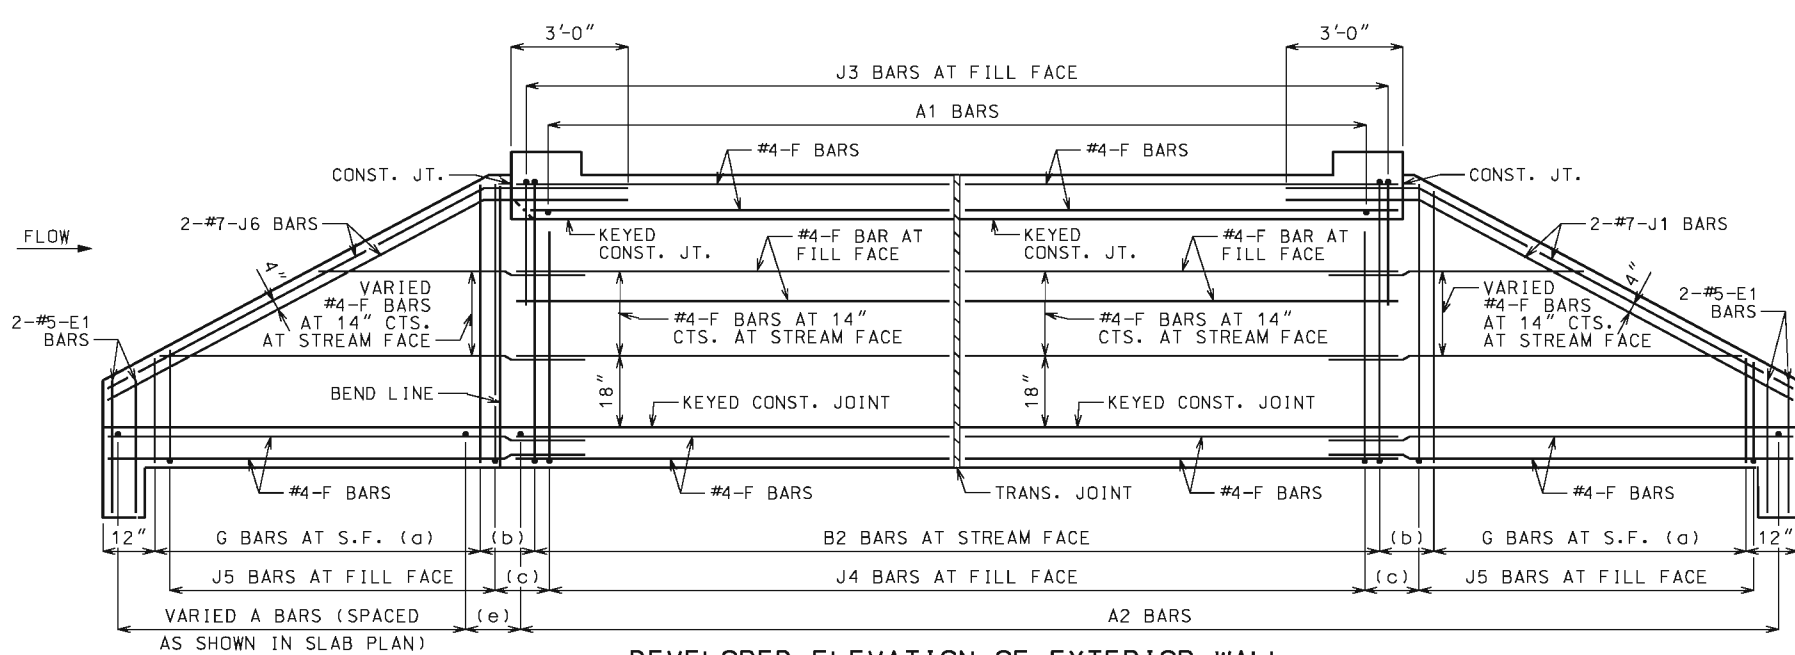 3'-0"
3'-0"
J3 BARS AT FILL FACE
A1 BARS
#4-F BARS
#4-F BARS
CONST. JT.
CONST. JT.
2-#7-J6 BARS
2-#7-J1 BARS
FLOW
KEYED
CONST. JT.
#4-F BAR AT
FILL FACE
KEYED
CONST. JT.
#4-F BAR AT
FILL FACE
4"
4"
VARIED
#4-F BARS
AT 14" CTS.
AT STREAM FACE
#4-F BARS AT 14"
CTS. AT STREAM FACE
#4-F BARS AT 14"
CTS. AT STREAM FACE
VARIED
#4-F BARS
AT 14" CTS.
AT STREAM FACE
2-#5-E1
BARS
2-#5-E1
BARS
BEND LINE
18"
KEYED CONST. JOINT
18"
KEYED CONST. JOINT
#4-F BARS
#4-F BARS
TRANS. JOINT
#4-F BARS
#4-F BARS
12"
G BARS AT S.F. (a)
(b)
B2 BARS AT STREAM FACE
(b)
G BARS AT S.F. (a)
12"
J5 BARS AT FILL FACE
(c)
J4 BARS AT FILL FACE
(c)
J5 BARS AT FILL FACE
VARIED A BARS (SPACED
AS SHOWN IN SLAB PLAN)
(e)
A2 BARS
DEVELOPED ELEVATION OF EXTERIOR WALL